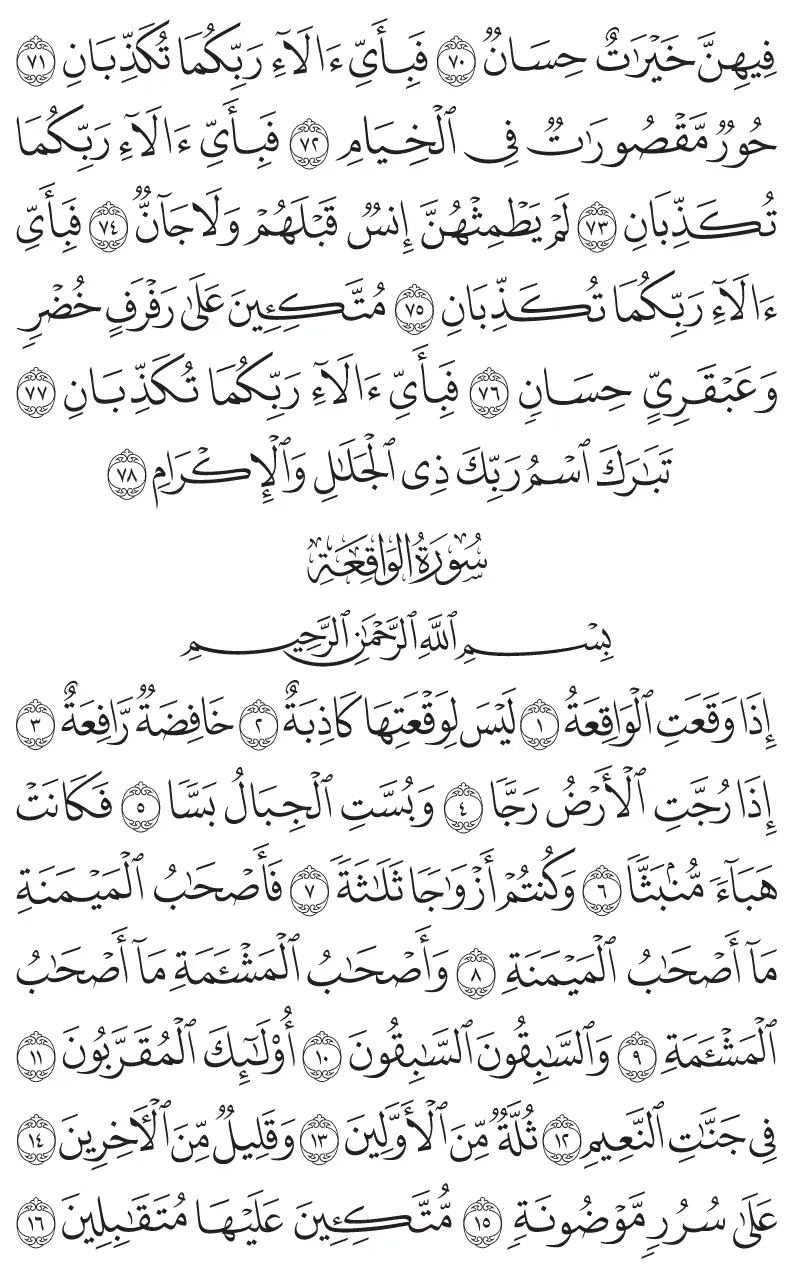 فِيهِنَّ خَيْرَٰتٌ حِسَانٌ ٧٠ فَبِأَيِّ ءَالَآءِ رَبِّكُمَا تُكَذِّبَانِ ٧١
حُورٌ مَّقْصُورَٰتٌ فِى ٱلْخِيَامِ ٧٢ فَبِأَيِّ ءَالَآءِ رَبِّكُمَا
تُكَذِّبَانِ ٧٣ لَمْ يَطْمِثْهُنَّ إِنسٌ قَبْلَهُمْ وَلَا جَآنٌّ ٧٤ فَبِأَيِّ
ءَالَآءِ رَبِّكُمَا تُكَذِّبَانِ ٧٥ مُتَّكِـِٔينَ عَلَىٰ رَفْرَفٍ خُضْرٍ
وَعَبْقَرِيٍّ حِسَانٍ ٧٦ فَبِأَيِّ ءَالَآءِ رَبِّكُمَا تُكَذِّبَانِ ٧٧
تَبَٰرَكَ ٱسْمُ رَبِّكَ ذِى ٱلْجَلَٰلِ وَٱلْإِكْرَامِ ٧٨
سُورَةُ الوَاقِعَةِ
بِسْمِ ٱللَّهِ ٱلرَّحْمَٰنِ ٱلرَّحِيمِ
إِذَا وَقَعَتِ ٱلْوَاقِعَةُ ١ لَيْسَ لِوَقْعَتِهَا كَاذِبَةٌ ٢ خَافِضَةٌ رَّافِعَةٌ ٣
إِذَا رُجَّتِ ٱلْأَرْضُ رَجًّا ٤ وَبُسَّتِ ٱلْجِبَالُ بَسًّا ٥ فَكَانَتْ
هَبَآءً مُّنۢبَثًّا ٦ وَكُنتُمْ أَزْوَٰجًا ثَلَٰثَةً ٧ فَأَصْحَٰبُ ٱلْمَيْمَنَةِ
مَآ أَصْحَٰبُ ٱلْمَيْمَنَةِ ٨ وَأَصْحَٰبُ ٱلْمَشْـَٔمَةِ مَآ أَصْحَٰبُ
ٱلْمَشْـَٔمَةِ ٩ وَٱلسَّٰبِقُونَ ٱلسَّٰبِقُونَ ١٠ أُو۟لَٰٓئِكَ ٱلْمُقَرَّبُونَ ١١
فِى جَنَّٰتِ ٱلنَّعِيمِ ١٢ ثُلَّةٌ مِّنَ ٱلْأَوَّلِينَ ١٣ وَقَلِيلٌ مِّنَ ٱلْـَٔاخِرِينَ ١٤
عَلَىٰ سُرُرٍ مَّوْضُونَةٍ ١٥ مُّتَّكِـِٔينَ عَلَيْهَا مُتَقَٰبِلِينَ ١٦